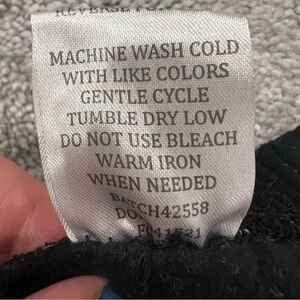 MACHINE WASH COLD
WITH LIKE COLORS
GENTLE CYCLE
TUMBLE DRY LOW
DO NOT USE BLEACH
WARM IRON
WHEN NEEDED
BATCH42558